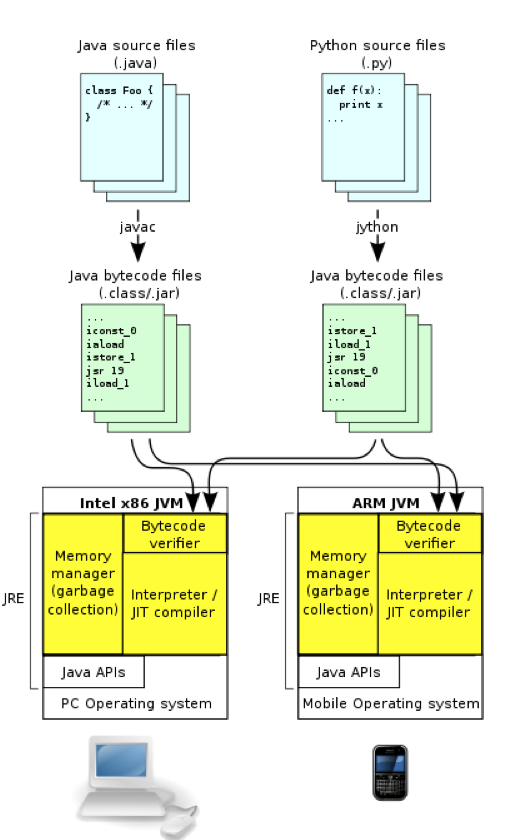 Java source files
(.java)
class Foo {
/* ... */
}
Python source files
(.py)
def f(x):
print x
...
javac
jython
Java bytecode files
(.class/.jar)
...
iconst_0
iaload
istore_1
jsr 19
iload_1
...
Java bytecode files
(.class/.jar)
...
istore_1
iload_1
jsr 19
iconst_0
iaload
...
Intel x86 JVM
JRE
Memory
manager
(garbage
collection)
Bytecode
verifier
Interpreter /
JIT compiler
Java APIs
PC Operating system
ARM JVM
JRE
Memory
manager
(garbage
collection)
Bytecode
verifier
Interpreter /
JIT compiler
Java APIs
Mobile Operating system